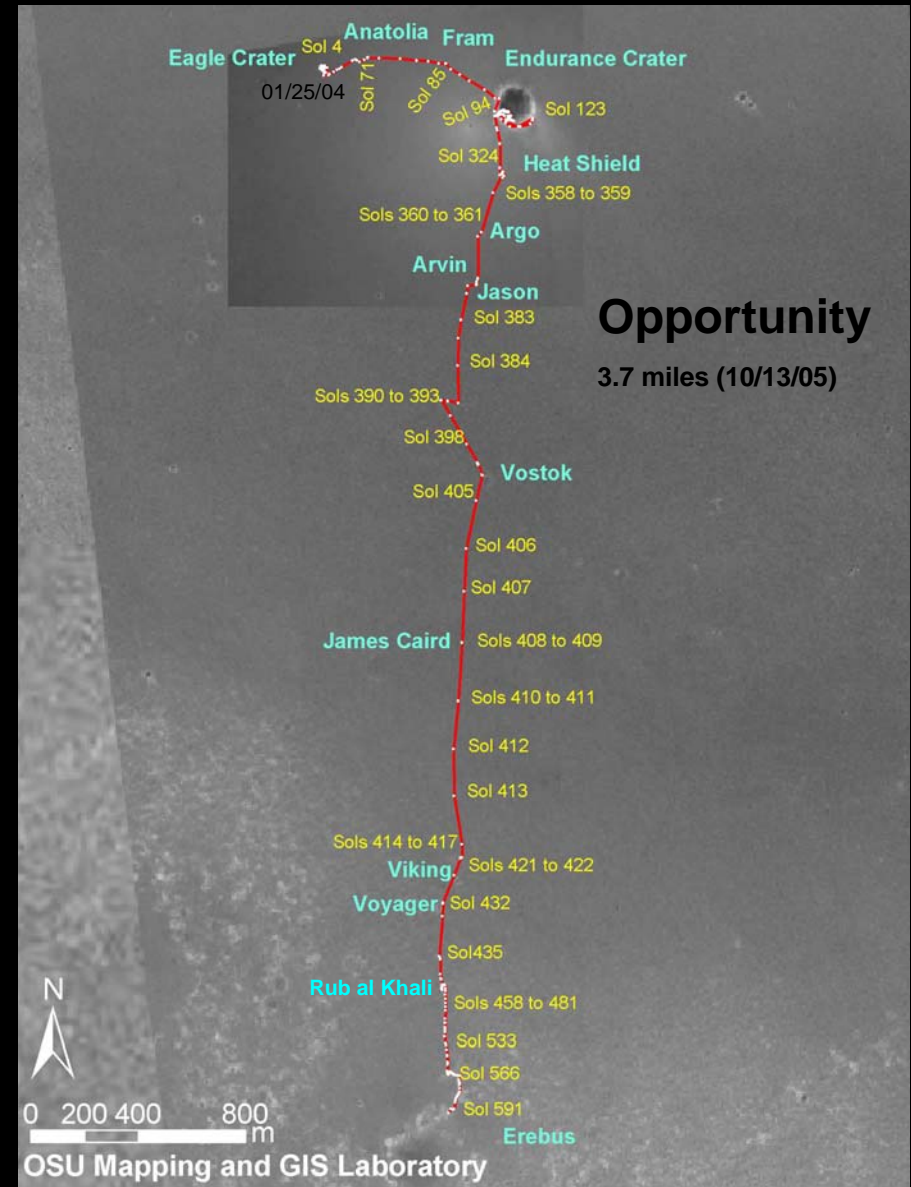 Anatolia
Sol 4
Fram
Eagle Crater
Endurance Crater
01/25/04
Sol 71
Sol 85
Sol 94
Sol 123
Sol 324
Heat Shield
Sols 358 to 359
Sols 360 to 361
Argo
Arvin
Jason
Opportunity
Sol 383
Sol 384
3.7 miles (10/13/05)
Sols 390 to 393
Sol 398
Vostok
Sol 405
Sol 406
Sol 407
James Caird
Sols 408 to 409
Sols 410 to 411
Sol 412
Sol 413
Sols 414 to 417
Sols 421 to 422
Viking
Voyager
Sol 432
Sol435
Rub al Khali
N
Sols 458 to 481
Sol 533
Sol 566
Sol 591
0 200 400 800
m
Erebus
OSU Mapping and GIS Laboratory